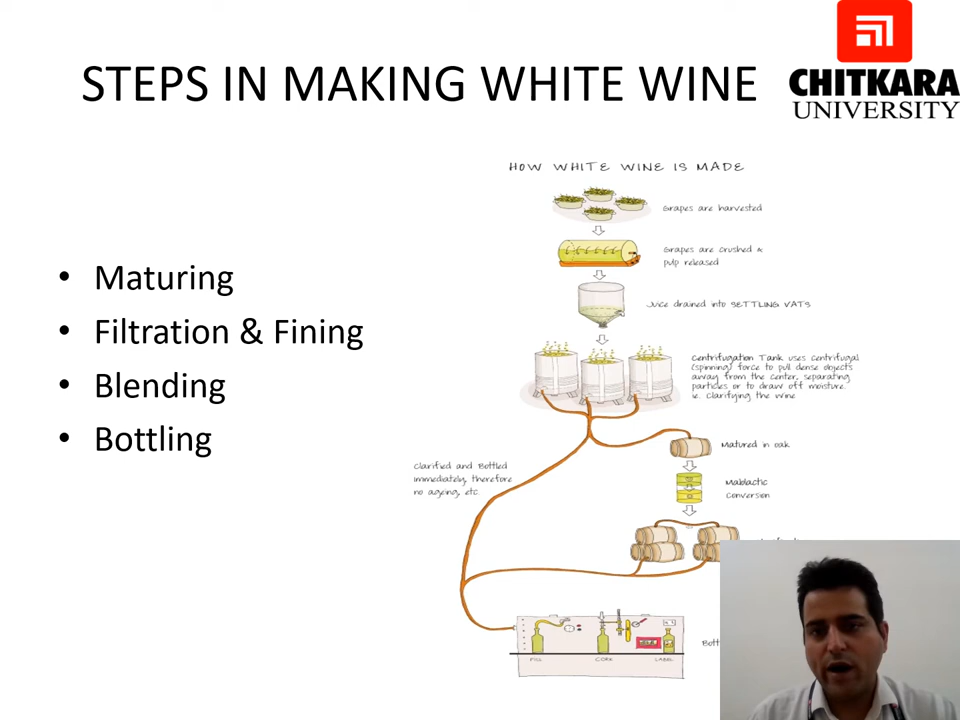 STEPS IN MAKING WHITE WINE
CHITKARA
UNIVERSITY
• Maturing
• Filtration & Fining
• Blending
• Bottling
HOW WHITE WINE IS MADE
Grapes are harvested
Grapes are crushed &
pulp released
Juice drained into SETTLING VATS
Centrifugation Tank uses centrifugal
(spinning) force to pull dense objects
away from the center, separating
particles or to draw off moisture.
ie. Clarifying the wine
Matured in oak
Clarified and Bottled
immediately, therefore
no ageing, etc.
Malolactic
conversion
FILL
CORK
LABEL